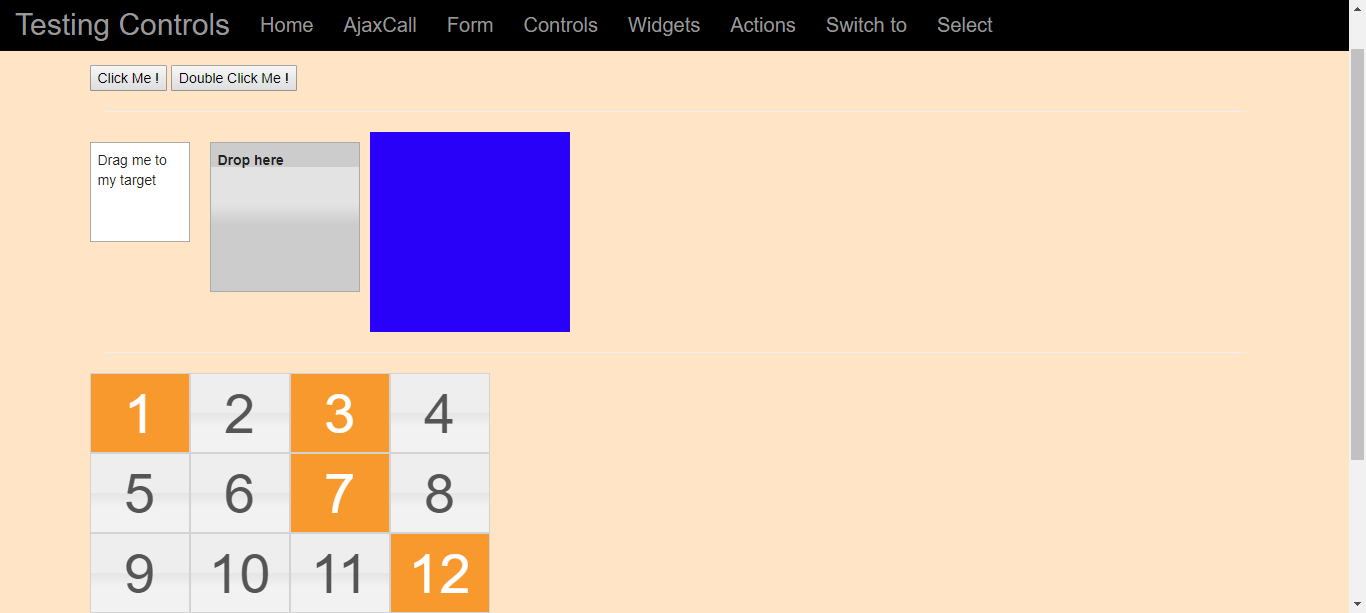 Testing Controls Home AjaxCall Form Controls Widgets Actions Switch to Select
Click Me ! Double Click Me !
Drag me to
my target
Drop here
1 2 3 4
5 6 7 8
9 10 11 12